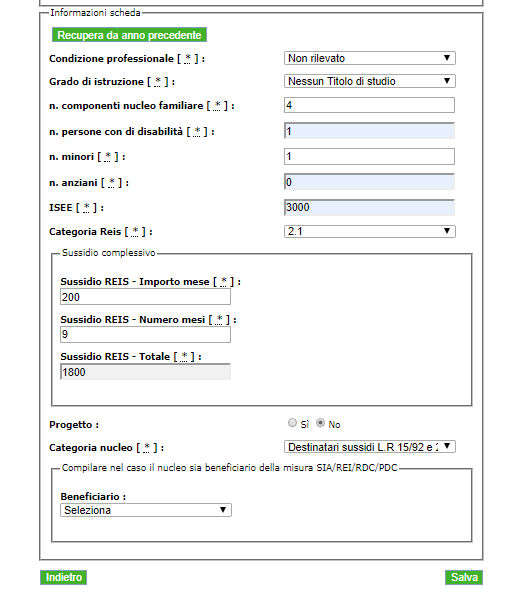 Informazioni scheda
Recupera da anno precedente
Condizione professionale [ * ] : Non rilevato
Grado di istruzione [ * ] : Nessun Titolo di studio
n. componenti nucleo familiare [ * ] : 4
n. persone con di disabilità [ * ] : 1
n. minori [ * ] : 1
n. anziani [ * ] : 0
ISEE [ * ] : 3000
Categoria Reis [ * ] : 2.1
Sussidio complessivo
Sussidio REIS - Importo mese [ * ] :
200
Sussidio REIS - Numero mesi [ * ] :
9
Sussidio REIS - Totale [ * ] :
1800
Progetto : Sì No
Categoria nucleo [ * ] : Destinatari sussidi L.R 15/92 e
Compilare nel caso il nucleo sia beneficiario della misura SIA/REI/RDC/PDC
Beneficiario :
Seleziona
Indietro Salva